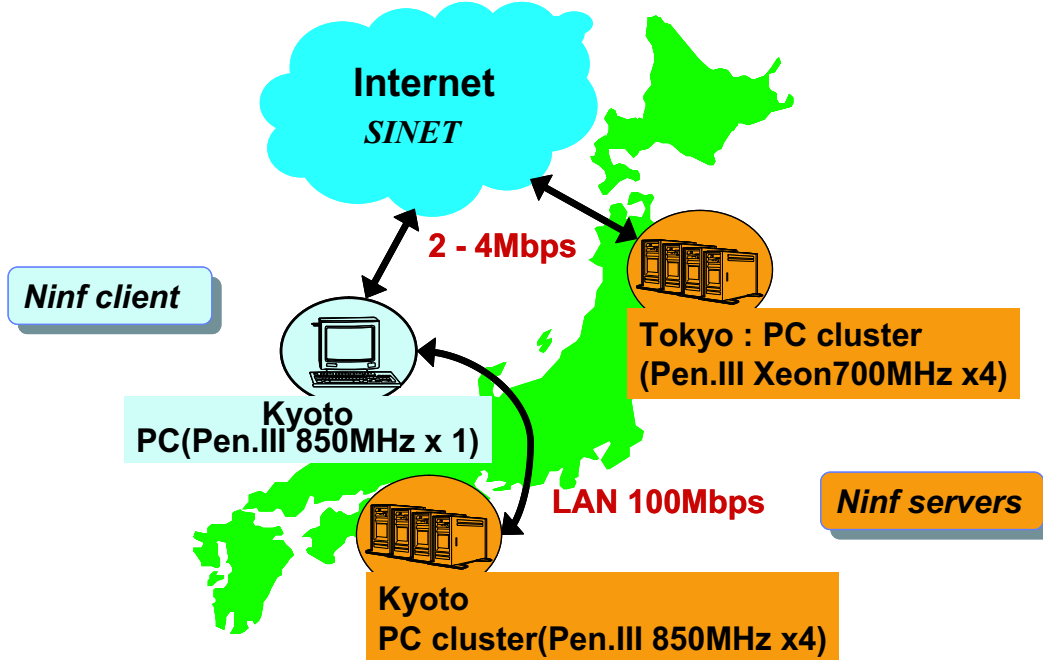 Internet
SINET
2 - 4Mbps
Ninf client
Tokyo : PC cluster
(Pen.III Xeon700MHz x4)
Kyoto
PC(Pen.III 850MHz x 1)
LAN 100Mbps
Ninf servers
Kyoto
PC cluster(Pen.III 850MHz x4)